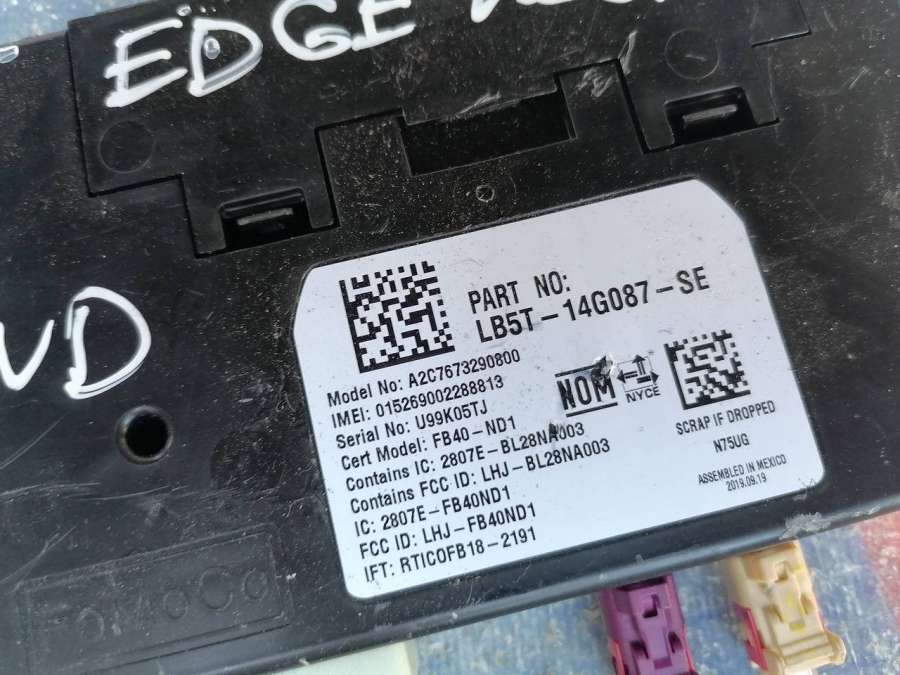 EDGE
ND
PART NO:
LB5T-14G087-SE
Model No: A2C7673290800
IMEI: 015269002288813
Serial No: U99K05TJ
Cert Model: FB40-ND1
Contains IC: 2807E-BL28NA003
Contains FCC ID: LHJ-BL28NA003
IC: 2807E-FB40ND1
FCC ID: LHJ-FB40ND1
IFT: RTICOFB18-2191
NOM
NYCE
SCRAP IF DROPPED
N75UG
ASSEMBLED IN MEXICO
2019.09.19
FoMoCo